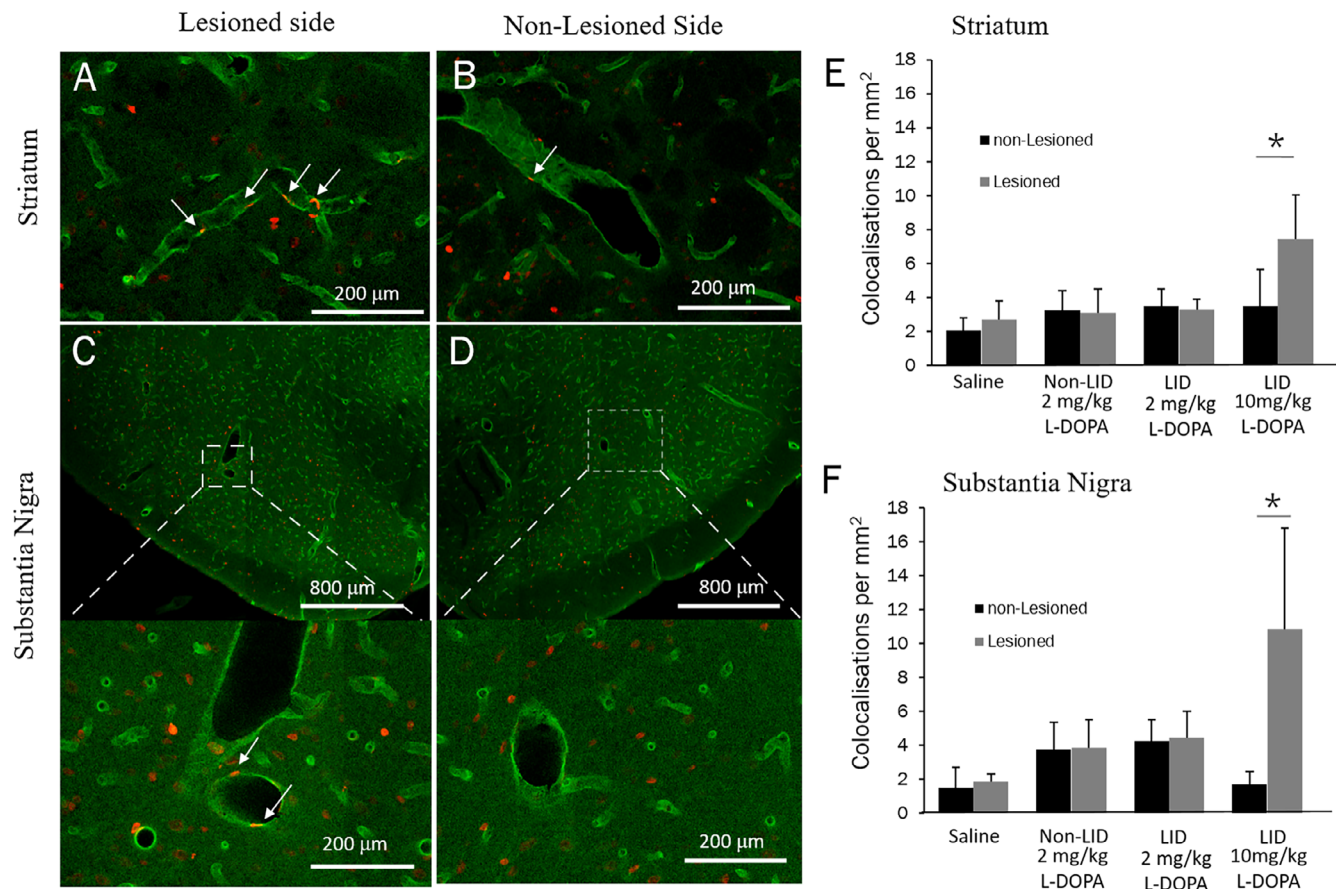 Lesioned side
Non-Lesioned Side
Striatum
Substantia Nigra
A
200 μm
B
200 μm
C
800 μm
200 μm
D
800 μm
200 μm
Striatum
E
Colocalisations per mm²
18
16
14
12
10
8
6
4
2
0
non-Lesioned
Lesioned
*
Saline
Non-LID
2 mg/kg
L-DOPA
LID
2 mg/kg
L-DOPA
LID
10mg/kg
L-DOPA
F
Substantia Nigra
Colocalisations per mm²
18
16
14
12
10
8
6
4
2
0
non-Lesioned
Lesioned
*
Saline
Non-LID
2 mg/kg
L-DOPA
LID
2 mg/kg
L-DOPA
LID
10mg/kg
L-DOPA